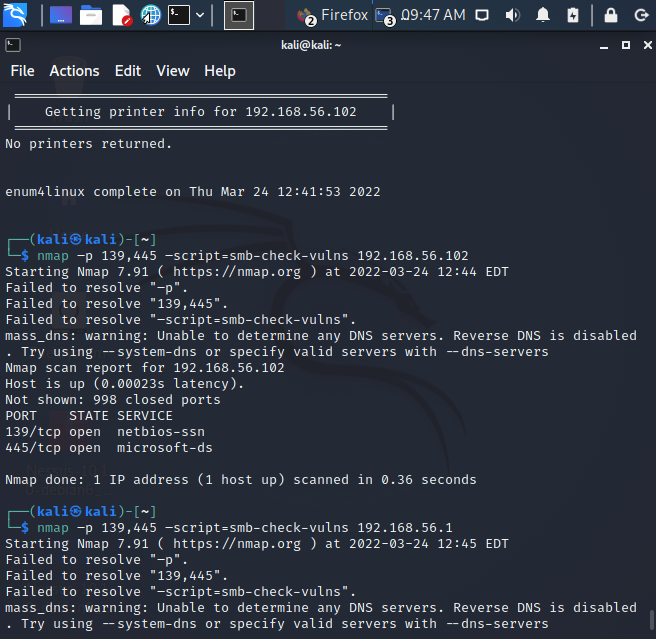 2 Firefox 3 09:47 AM
kali@kali: ~
File Actions Edit View Help
| Getting printer info for 192.168.56.102 |
No printers returned.
enum4linux complete on Thu Mar 24 12:41:53 2022
┌──(kali㉿kali)-[~]
└─$ nmap –p 139,445 –script=smb-check-vulns 192.168.56.102
Starting Nmap 7.91 ( https://nmap.org ) at 2022-03-24 12:44 EDT
Failed to resolve "–p".
Failed to resolve "139,445".
Failed to resolve "–script=smb-check-vulns".
mass_dns: warning: Unable to determine any DNS servers. Reverse DNS is disabled
. Try using --system-dns or specify valid servers with --dns-servers
Nmap scan report for 192.168.56.102
Host is up (0.00023s latency).
Not shown: 998 closed ports
PORT STATE SERVICE
139/tcp open netbios-ssn
445/tcp open microsoft-ds
Nmap done: 1 IP address (1 host up) scanned in 0.36 seconds
┌──(kali㉿kali)-[~]
└─$ nmap –p 139,445 –script=smb-check-vulns 192.168.56.1
Starting Nmap 7.91 ( https://nmap.org ) at 2022-03-24 12:45 EDT
Failed to resolve "–p".
Failed to resolve "139,445".
Failed to resolve "–script=smb-check-vulns".
mass_dns: warning: Unable to determine any DNS servers. Reverse DNS is disabled
. Try using --system-dns or specify valid servers with --dns-servers